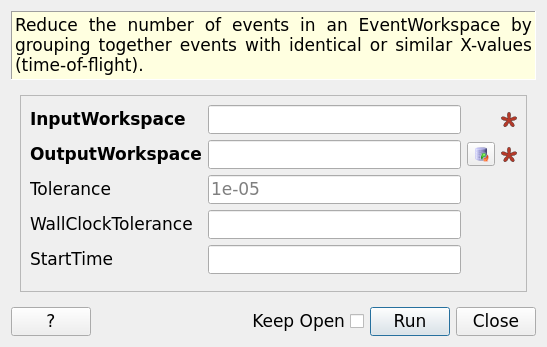 Reduce the number of events in an EventWorkspace by
grouping together events with identical or similar X-values
(time-of-flight).
InputWorkspace *
OutputWorkspace *
Tolerance 1e-05
WallClockTolerance
StartTime
? Keep Open Run Close